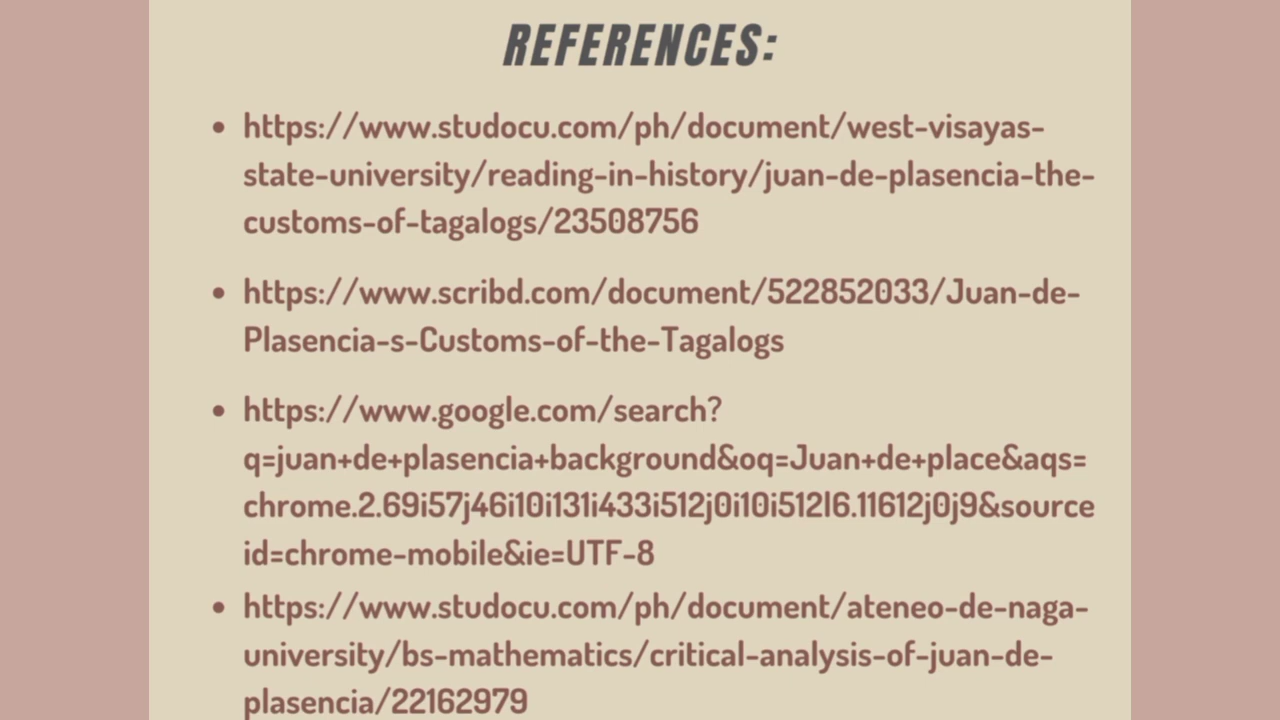 REFERENCES:
• https://www.studocu.com/ph/document/west-visayas-
state-university/reading-in-history/juan-de-plasencia-the-
customs-of-tagalogs/23508756
• https://www.scribd.com/document/522852033/Juan-de-
Plasencia-s-Customs-of-the-Tagalogs
• https://www.google.com/search?
q=juan+de+plasencia+background&oq=Juan+de+place&aqs=
chrome.2.69i57j46i10i131i433i512j0i10i512l6.11612j0j9&source
id=chrome-mobile&ie=UTF-8
• https://www.studocu.com/ph/document/ateneo-de-naga-
university/bs-mathematics/critical-analysis-of-juan-de-
plasencia/22162979